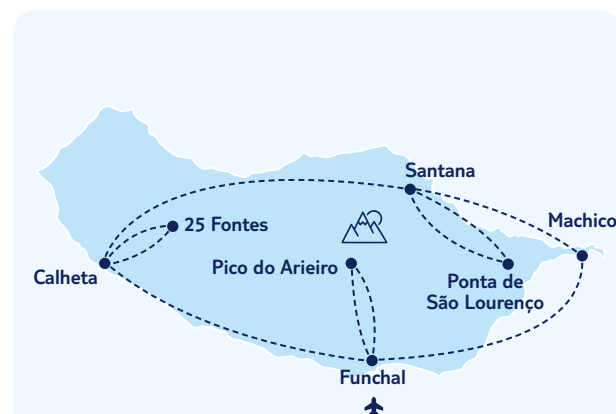 Santana
Machico
25 Fontes
Calheta
Pico do Arieiro
Ponta de
São Lourenço
Funchal